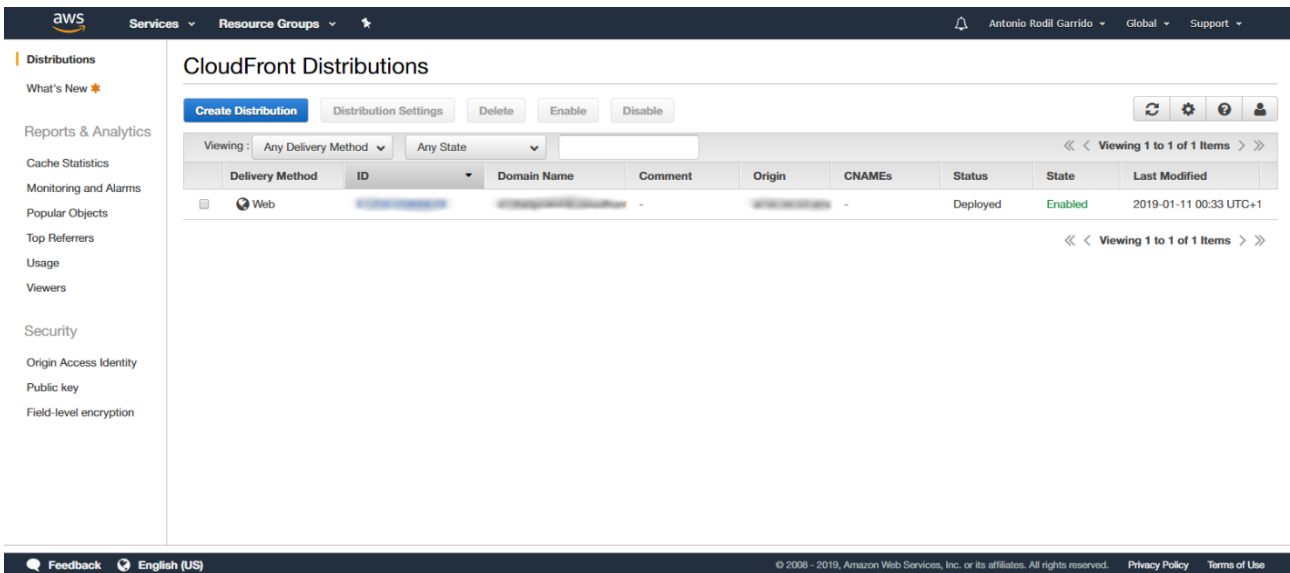 aws Services Resource Groups Antonio Rodil Garrido Global Support
Distributions
What's New
Reports & Analytics
Cache Statistics
Monitoring and Alarms
Popular Objects
Top Referrers
Usage
Viewers
Security
Origin Access Identity
Public key
Field-level encryption
CloudFront Distributions
Create Distribution Distribution Settings Delete Enable Disable
Viewing : Any Delivery Method Any State Viewing 1 to 1 of 1 Items
Delivery Method ID Domain Name Comment Origin CNAMEs Status State Last Modified
Web - - Deployed Enabled 2019-01-11 00:33 UTC+1
Viewing 1 to 1 of 1 Items
Feedback English (US) © 2008 - 2019, Amazon Web Services, Inc. or its affiliates. All rights reserved. Privacy Policy Terms of Use